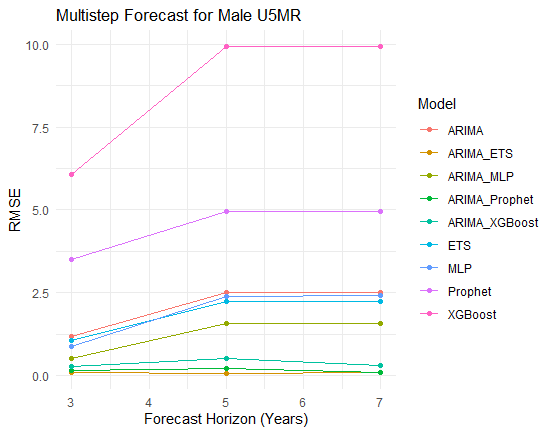 Multistep Forecast for Male U5MR
10.0
7.5
5.0
2.5
0.0
RMSE
3
4
5
6
7
Forecast Horizon (Years)
Model
ARIMA
ARIMA_ETS
ARIMA_MLP
ARIMA_Prophet
ARIMA_XGBoost
ETS
MLP
Prophet
XGBoost